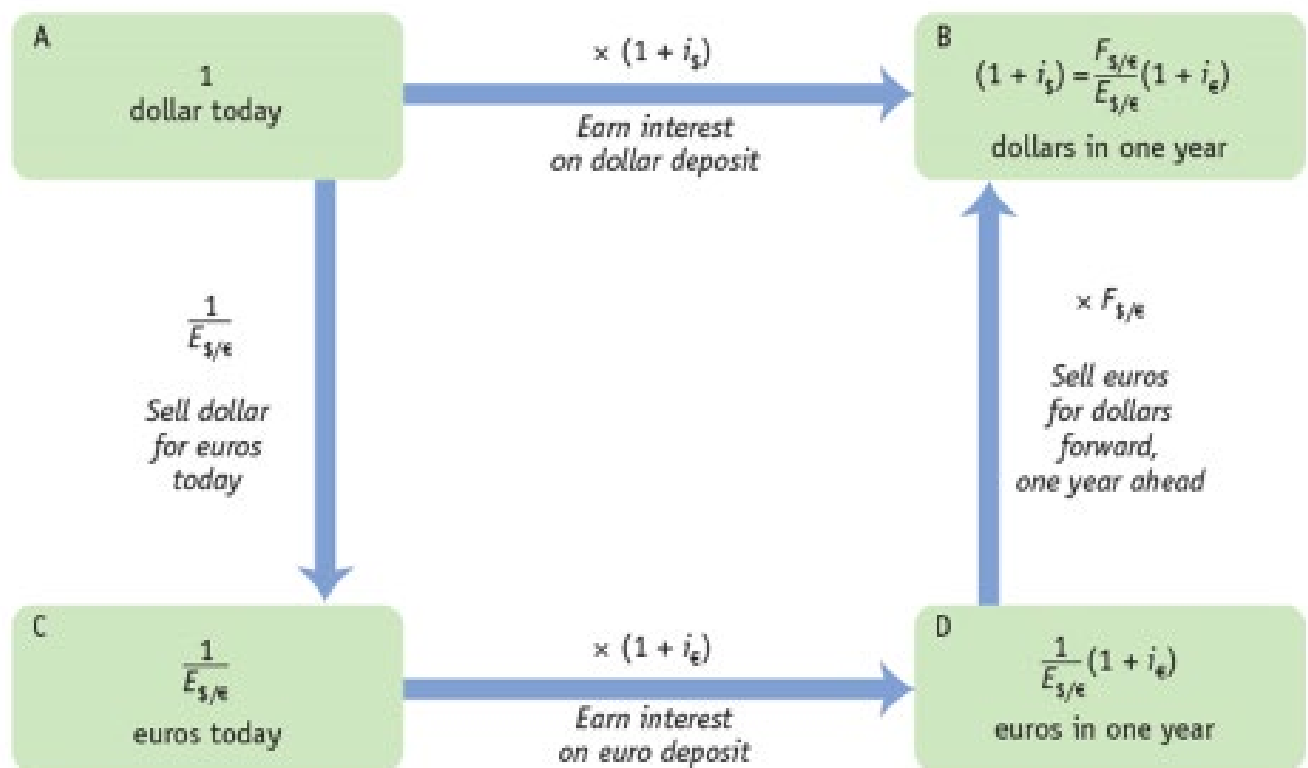 A
1
dollar today
× (1 + i$)
Earn interest
on dollar deposit
B
(1 + i$) = F$/€ / E$/€ (1 + i€)
dollars in one year
1 / E$/€
Sell dollar
for euros
today
× F$/€
Sell euros
for dollars
forward,
one year ahead
C
1 / E$/€
euros today
× (1 + i€)
Earn interest
on euro deposit
D
1 / E$/€ (1 + i€)
euros in one year